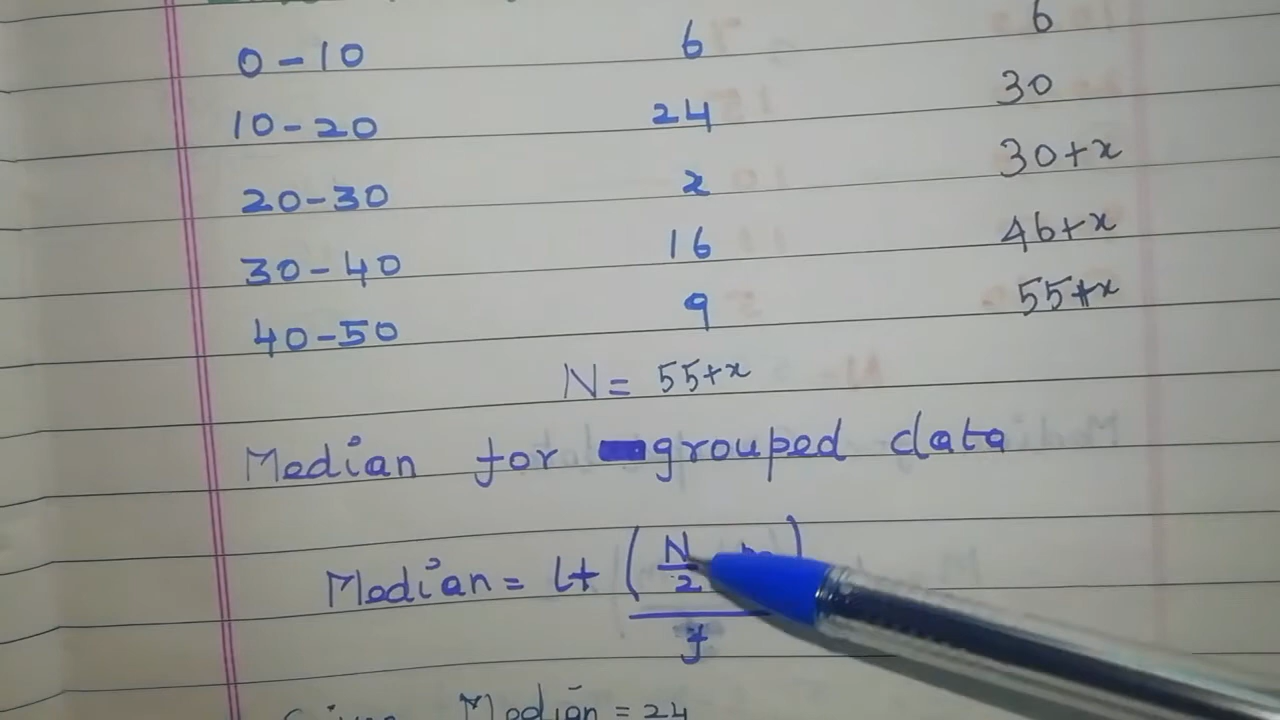 0-10 6 6
10-20 24 30
20-30 x 30+x
30-40 16 46+x
40-50 9 55+x
N = 55+x
Median for grouped data
Median = l+ (N/2
f
Median = 24